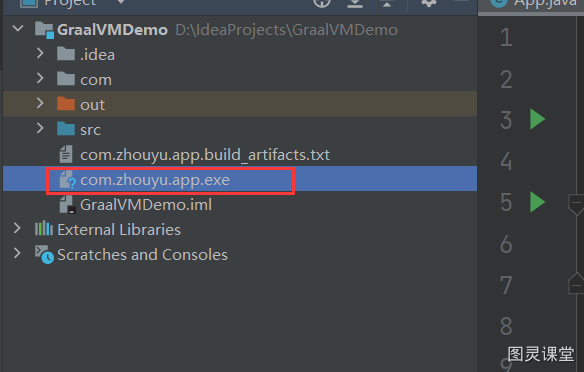 Project
App.java
GraalVMDemo D:\IdeaProjects\GraalVMDemo
.idea
com
out
src
com.zhouyu.app.build_artifacts.txt
com.zhouyu.app.exe
GraalVMDemo.iml
External Libraries
Scratches and Consoles
1
2
3
4
5
6
7
8
9
图灵课堂